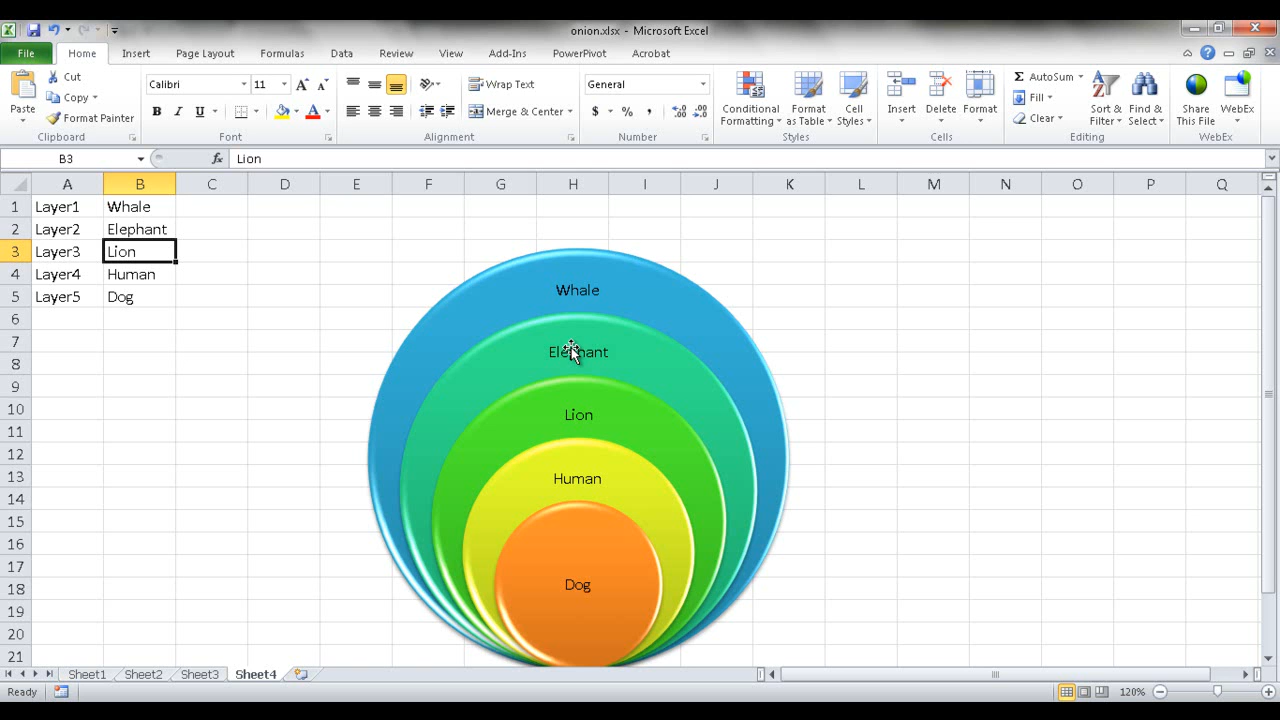 onion.xlsx - Microsoft Excel
File Home Insert Page Layout Formulas Data Review View Add-Ins PowerPivot Acrobat
Paste
Cut
Copy
Format Painter
Clipboard
Calibri 11
B I U A
Font
Wrap Text
Merge & Center
Alignment
General
$ % ,
Number
Conditional Formatting
Format as Table
Cell Styles
Styles
Insert Delete Format
Cells
Σ AutoSum
Fill
Clear
Sort & Filter
Find & Select
Editing
Share This File
WebEx
WebEx
B3 fx Lion
A B C D E F G H I J K L M N O P Q
1 Layer1 Whale
2 Layer2 Elephant
3 Layer3 Lion
4 Layer4 Human
5 Layer5 Dog
6
7
8
9
10
11
12
13
14
15
16
17
18
19
20
21
Whale
Elephant
Lion
Human
Dog
Sheet1 Sheet2 Sheet3 Sheet4
Ready 120%